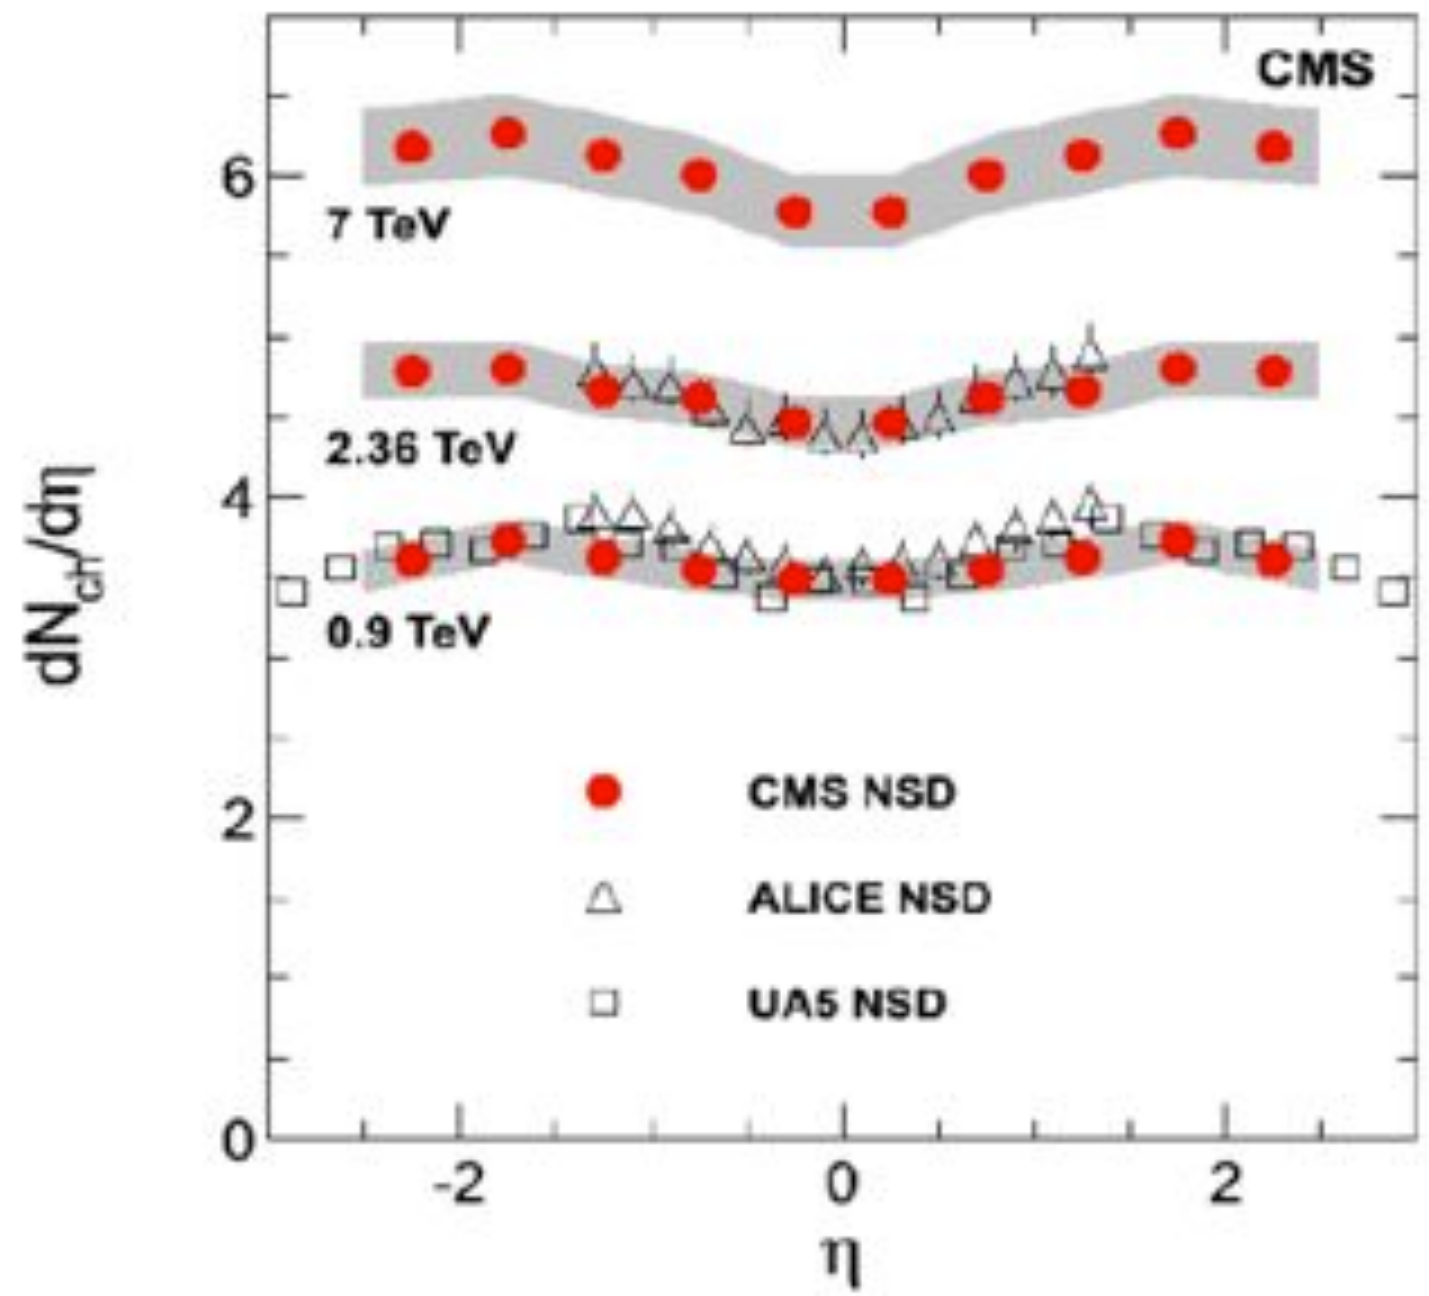 CMS
6
7 TeV
2.36 TeV
4
0.9 TeV
dN_ch/dη
CMS NSD
2
ALICE NSD
UA5 NSD
0
-2 0 2
η